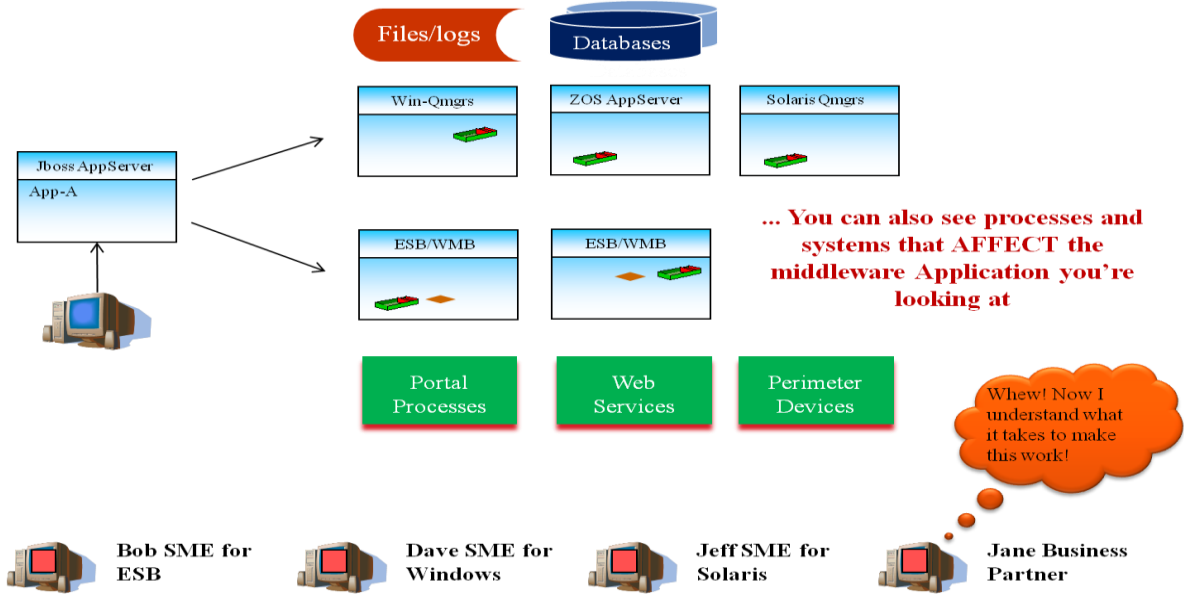 Files/logs
Databases
Win-Qmgrs
ZOS AppServer
Solaris Qmgrs
Jboss AppServer
App-A
... You can also see processes and
systems that AFFECT the
middleware Application you’re
looking at
ESB/WMB
ESB/WMB
Portal
Processes
Web
Services
Perimeter
Devices
Whew! Now I
understand what
it takes to make
this work!
Bob SME for
ESB
Dave SME for
Windows
Jeff SME for
Solaris
Jane Business
Partner